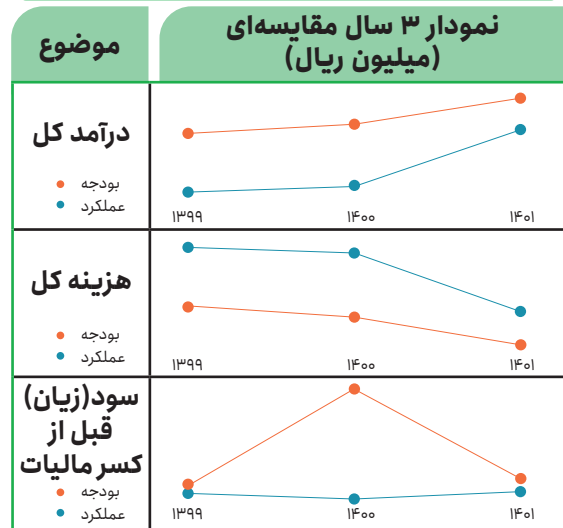 موضوع
نمودار ۳ سال مقایسه‌ای
(میلیون ریال)
درآمد کل
بودجه
عملکرد
۱۳۹۹
۱۴۰۰
۱۴۰۱
هزینه کل
بودجه
عملکرد
۱۳۹۹
۱۴۰۰
۱۴۰۱
سود(زیان)
قبل از
کسر مالیات
بودجه
عملکرد
۱۳۹۹
۱۴۰۰
۱۴۰۱